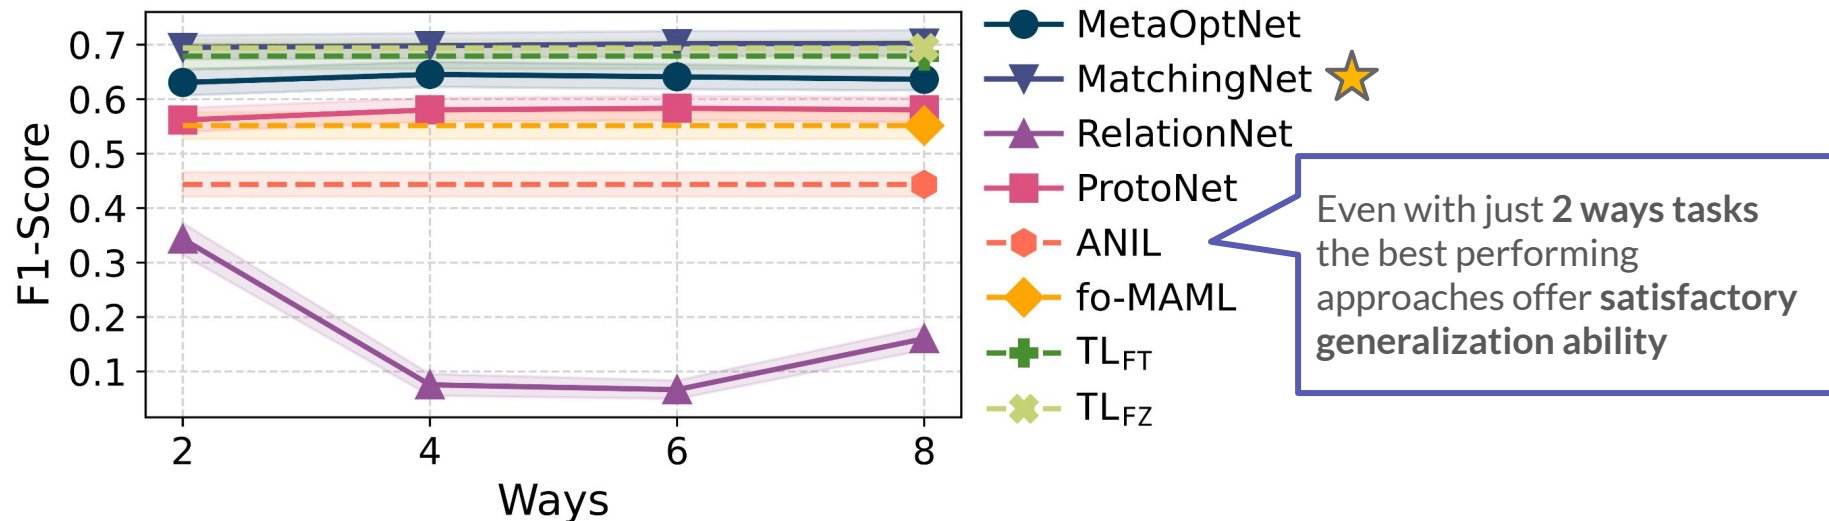 F1-Score
0.7
0.6
0.5
0.4
0.3
0.2
0.1
2 4 6 8
Ways
MetaOptNet
MatchingNet
RelationNet
ProtoNet
ANIL
fo-MAML
TL_FT
TL_FZ
Even with just 2 ways tasks
the best performing
approaches offer satisfactory
generalization ability